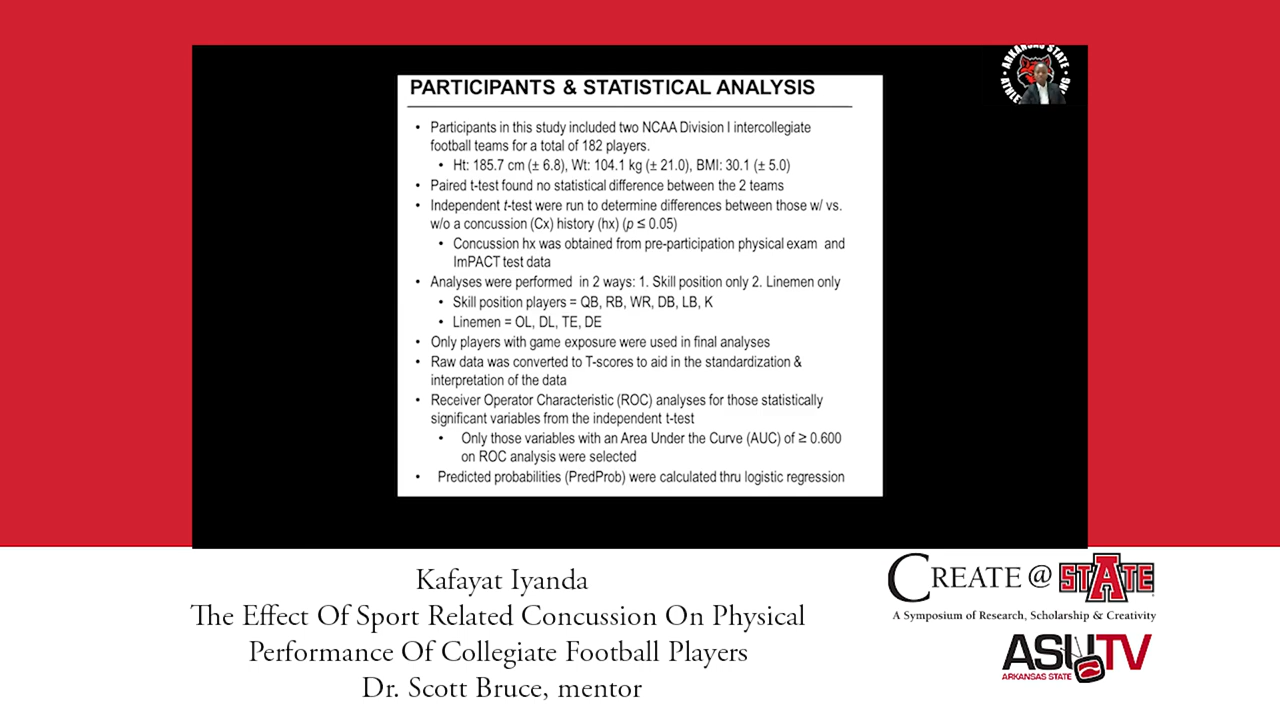 ARKANSAS STATE
PARTICIPANTS & STATISTICAL ANALYSIS
• Participants in this study included two NCAA Division I intercollegiate
football teams for a total of 182 players.
• Ht: 185.7 cm (± 6.8), Wt: 104.1 kg (± 21.0), BMI: 30.1 (± 5.0)
• Paired t-test found no statistical difference between the 2 teams
• Independent t-test were run to determine differences between those w/ vs.
w/o a concussion (Cx) history (hx) (p ≤ 0.05)
• Concussion hx was obtained from pre-participation physical exam and
ImPACT test data
• Analyses were performed in 2 ways: 1. Skill position only 2. Linemen only
• Skill position players = QB, RB, WR, DB, LB, K
• Linemen = OL, DL, TE, DE
• Only players with game exposure were used in final analyses
• Raw data was converted to T-scores to aid in the standardization &
interpretation of the data
• Receiver Operator Characteristic (ROC) analyses for those statistically
significant variables from the independent t-test
• Only those variables with an Area Under the Curve (AUC) of ≥ 0.600
on ROC analysis were selected
• Predicted probabilities (PredProb) were calculated thru logistic regression
Kafayat Iyanda
The Effect Of Sport Related Concussion On Physical
Performance Of Collegiate Football Players
Dr. Scott Bruce, mentor
CREATE @ STATE
A Symposium of Research, Scholarship & Creativity
ASUTV
ARKANSAS STATE